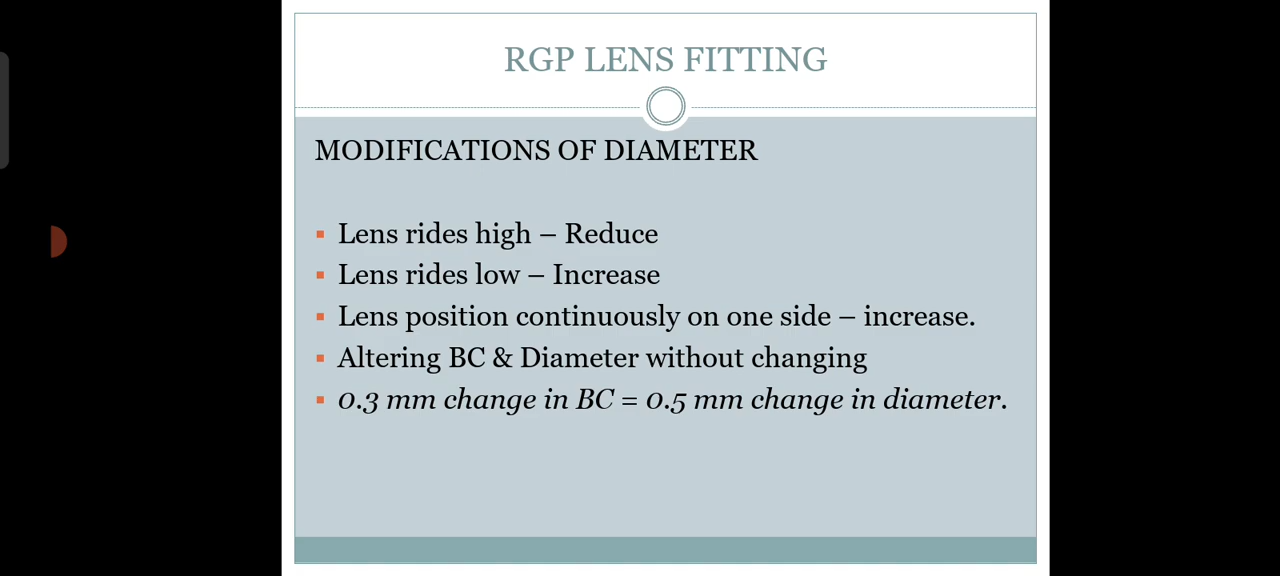 RGP LENS FITTING
MODIFICATIONS OF DIAMETER
Lens rides high – Reduce
Lens rides low – Increase
Lens position continuously on one side – increase.
Altering BC & Diameter without changing
0.3 mm change in BC = 0.5 mm change in diameter.